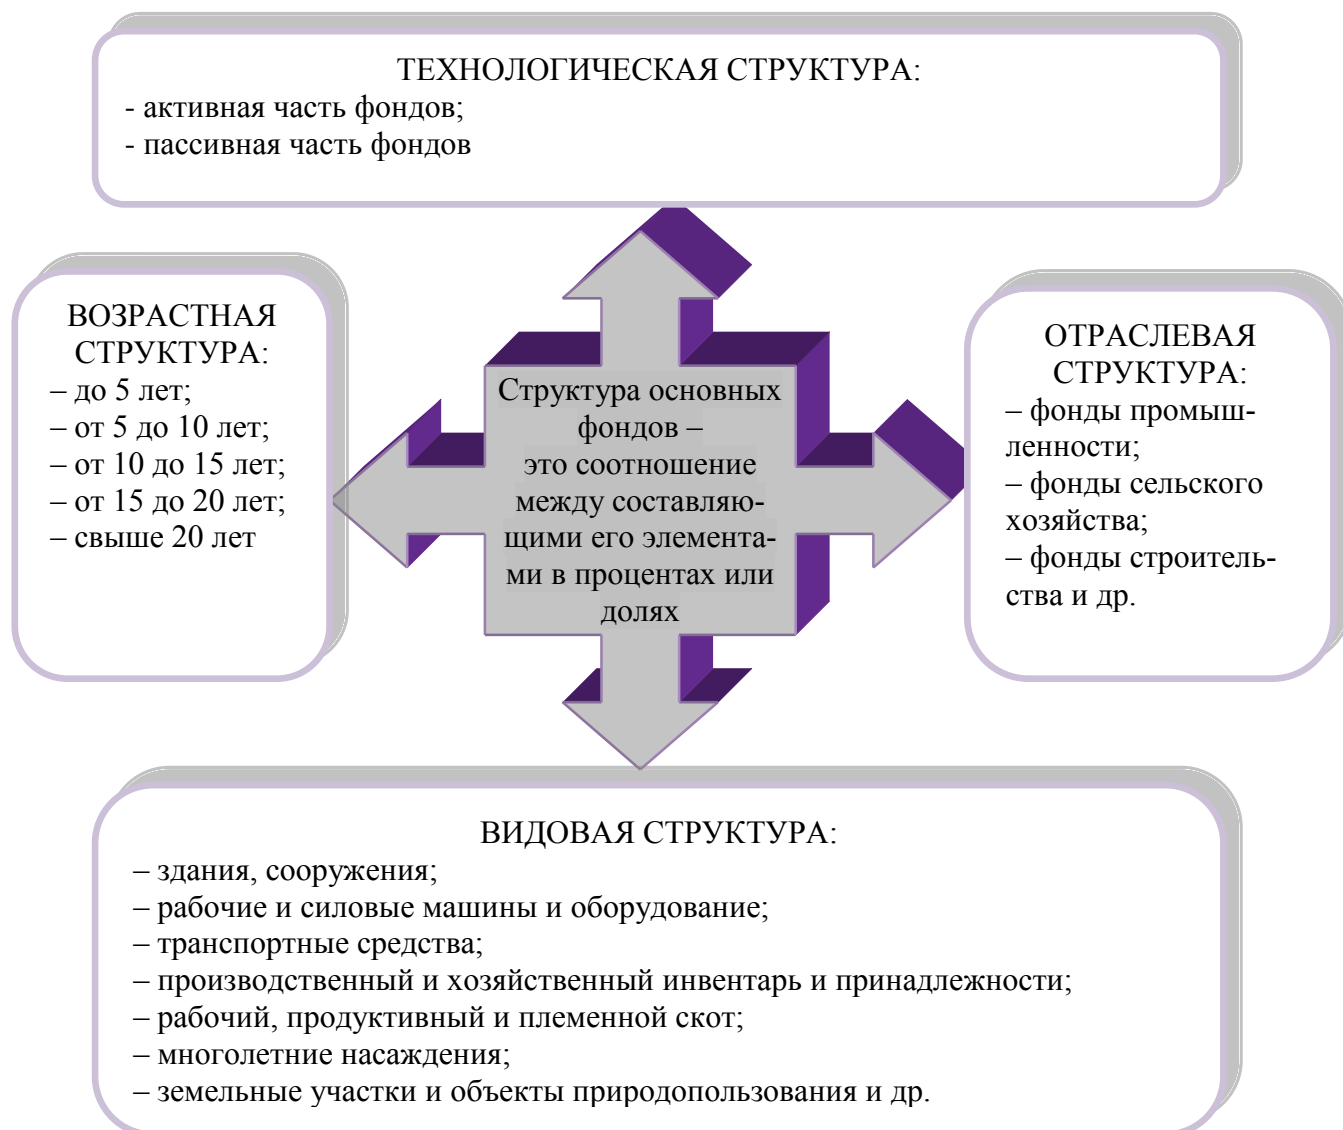 ТЕХНОЛОГИЧЕСКАЯ СТРУКТУРА:
- активная часть фондов;
- пассивная часть фондов
ВОЗРАСТНАЯ
СТРУКТУРА:
– до 5 лет;
– от 5 до 10 лет;
– от 10 до 15 лет;
– от 15 до 20 лет;
– свыше 20 лет
Структура основных
фондов –
это соотношение
между составляю-
щими его элемента-
ми в процентах или
долях
ОТРАСЛЕВАЯ
СТРУКТУРА:
– фонды промыш-
ленности;
– фонды сельского
хозяйства;
– фонды строитель-
ства и др.
ВИДОВАЯ СТРУКТУРА:
– здания, сооружения;
– рабочие и силовые машины и оборудование;
– транспортные средства;
– производственный и хозяйственный инвентарь и принадлежности;
– рабочий, продуктивный и племенной скот;
– многолетние насаждения;
– земельные участки и объекты природопользования и др.